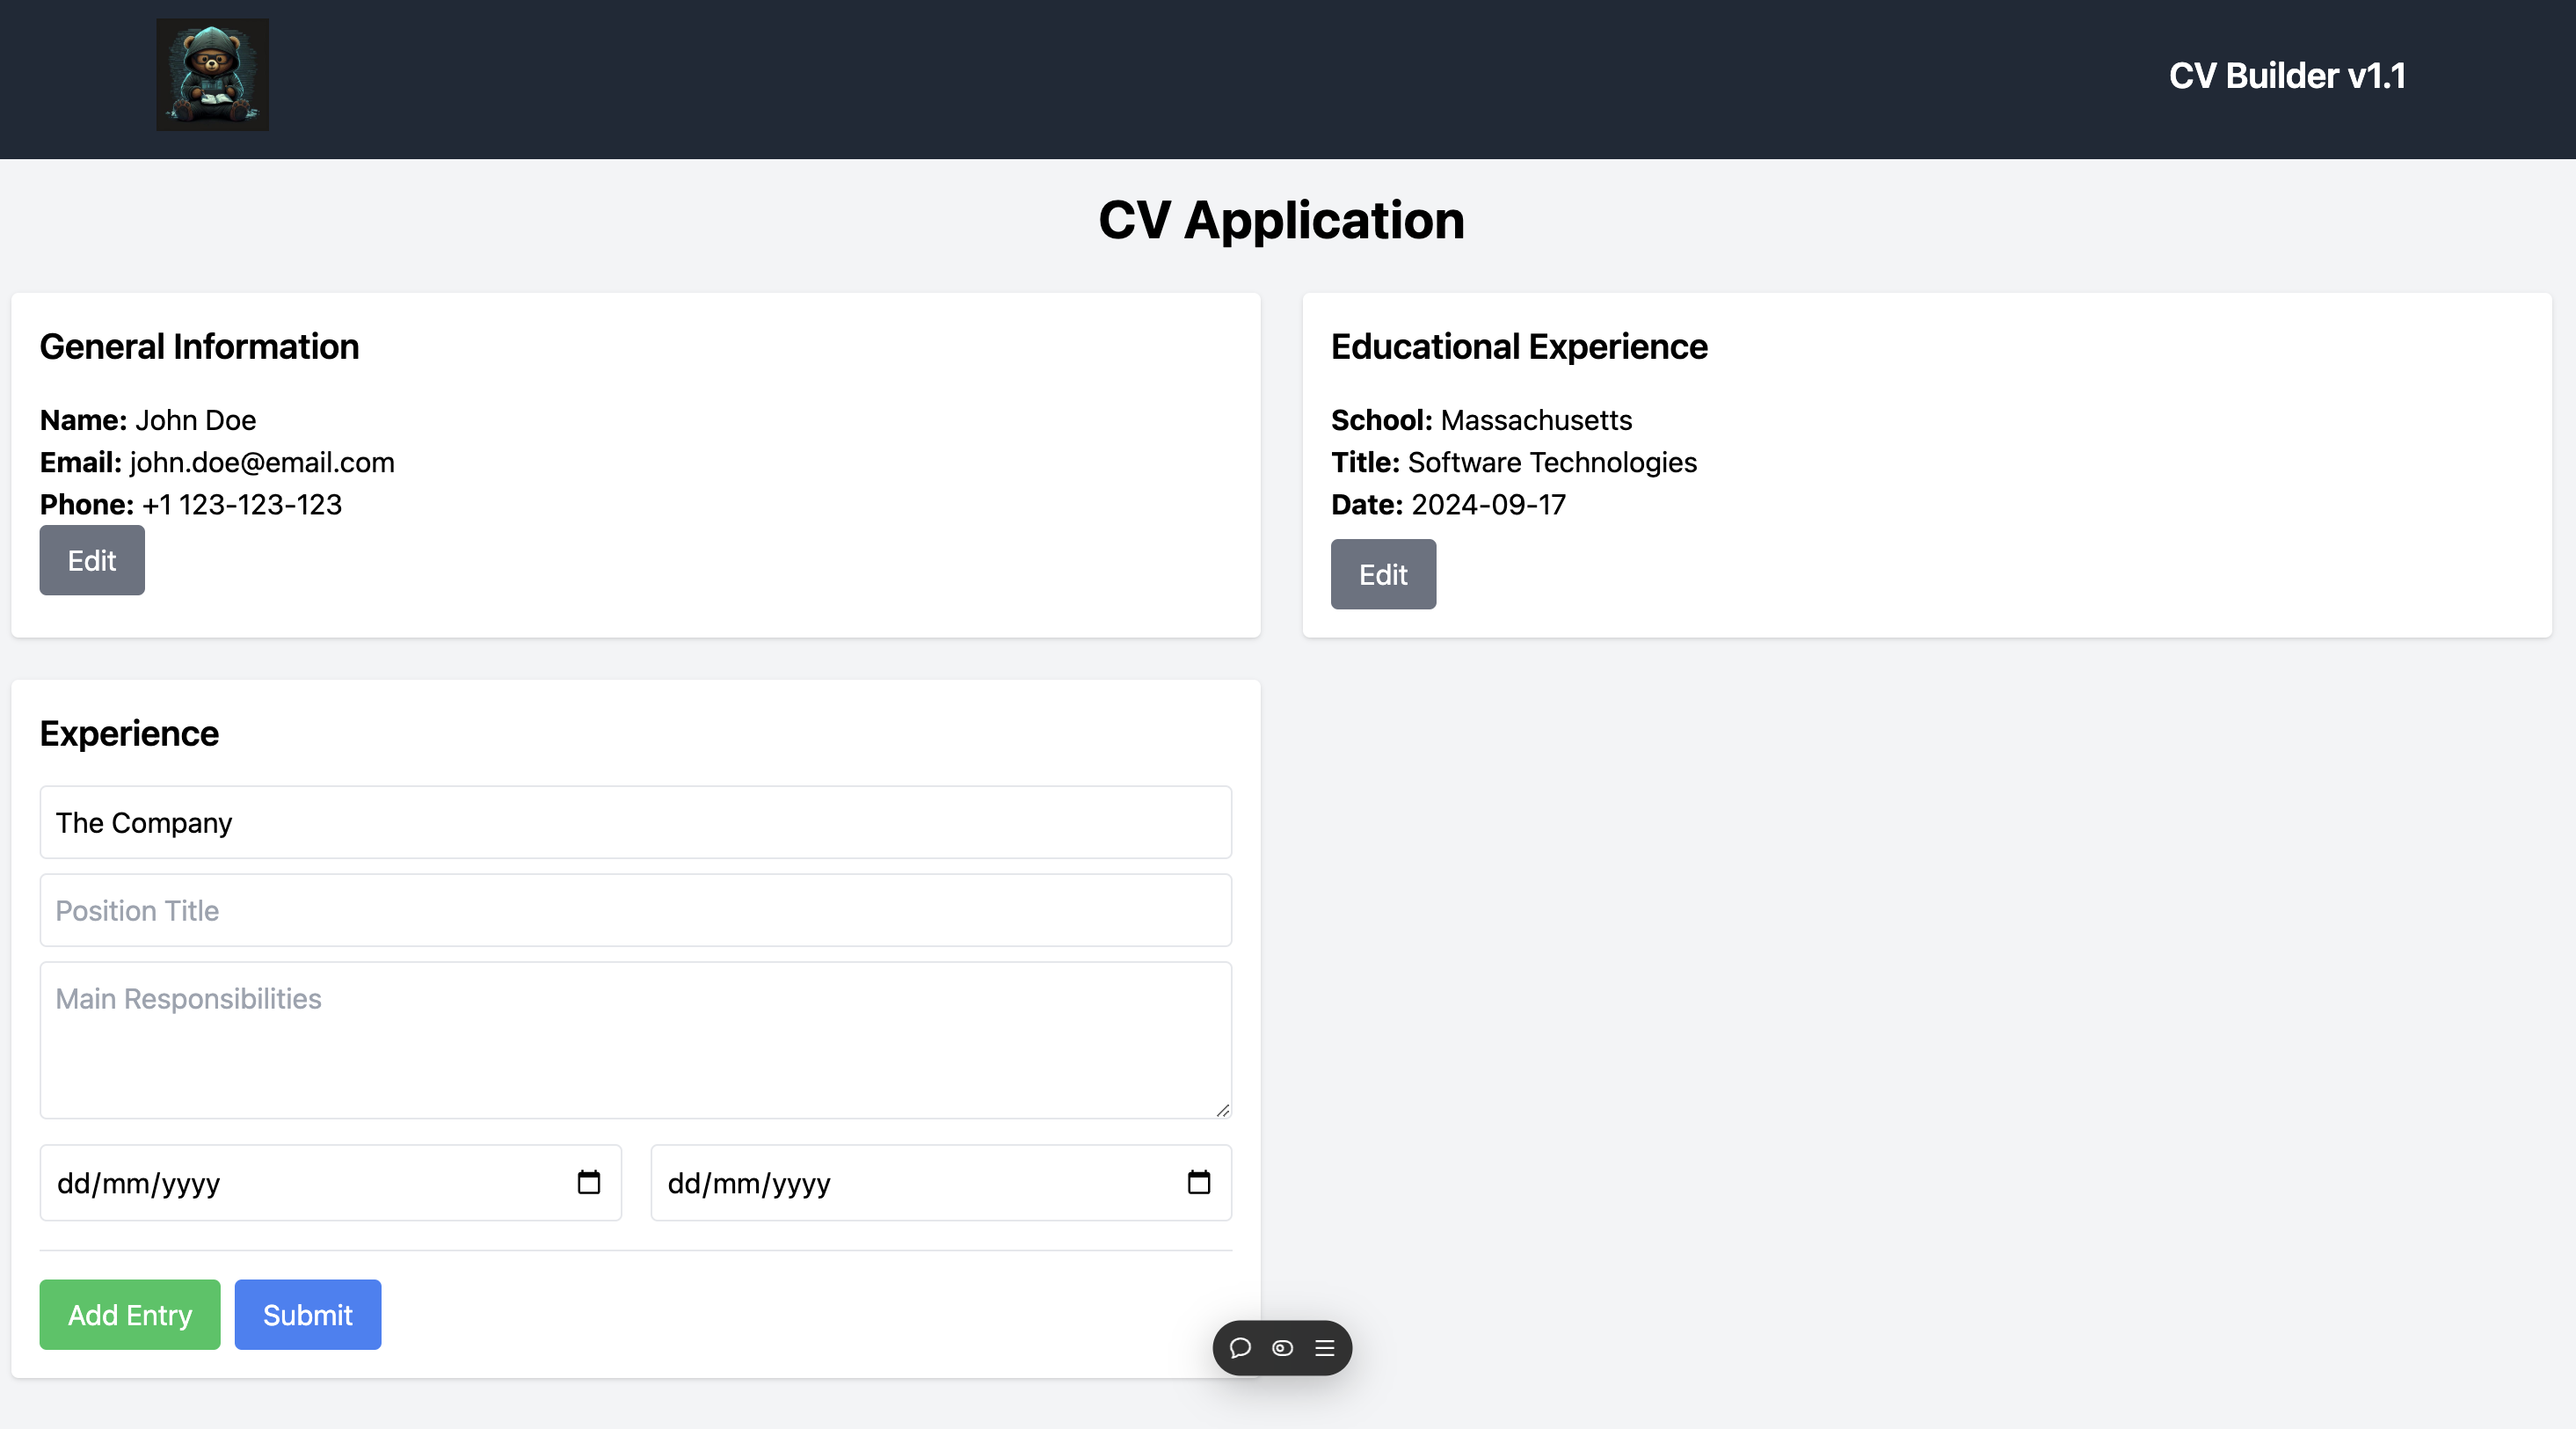 CV Builder v1.1
CV Application
General Information
Name: John Doe
Email: john.doe@email.com
Phone: +1 123-123-123
Edit
Educational Experience
School: Massachusetts
Title: Software Technologies
Date: 2024-09-17
Edit
Experience
The Company
Position Title
Main Responsibilities
dd/mm/yyyy dd/mm/yyyy
Add Entry Submit